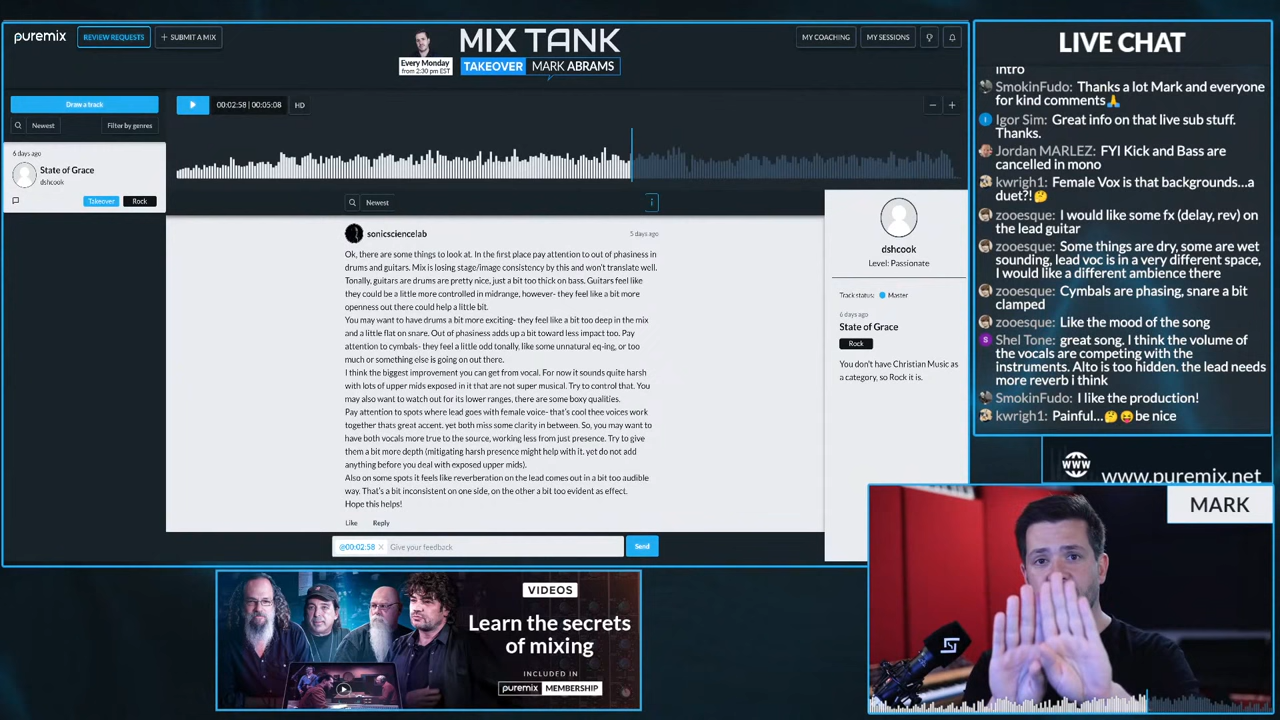 puremix
REVIEW REQUESTS
+ SUBMIT A MIX
Every Monday
from 2:30 pm EST
MIX TANK
TAKEOVER MARK ABRAMS
MY COACHING
MY SESSIONS
Draw a track
Newest
Filter by genres
6 days ago
State of Grace
dshcook
Takeover
Rock
00:02:58 | 00:05:08
HD
Newest
sonicsciencelab
5 days ago
Ok, there are some things to look at. In the first place pay attention to out of phasiness in
drums and guitars. Mix is losing stage/image consistency by this and won't translate well.
Tonally, guitars are drums are pretty nice, just a bit too thick on bass. Guitars feel like
they could be a little more controlled in midrange, however- they feel like a bit more
openness out there could help a little bit.
You may want to have drums a bit more exciting- they feel like a bit too deep in the mix
and a little flat on snare. Out of phasiness adds up a bit toward less impact too. Pay
attention to cymbals- they feel a little odd tonally, like some unnatural eq-ing, or too
much or something else is going on out there.
I think the biggest improvement you can get from vocal. For now it sounds quite harsh
with lots of upper mids exposed in it that are not super musical. Try to control that. You
may also want to watch out for its lower ranges, there are some boxy qualities.
Pay attention to spots where lead goes with female voice- that's cool thee voices work
together thats great accent. yet both miss some clarity in between. So, you may want to
have both vocals more true to the source, working less from just presence. Try to give
them a bit more depth (mitigating harsh presence might help with it. yet do not add
anything before you deal with exposed upper mids).
Also on some spots it feels like reverberation on the lead comes out in a bit too audible
way. That's a bit inconsistent on one side, on the other a bit too evident as effect.
Hope this helps!
Like
Reply
@00:02:58 ×
Give your feedback
Send
dshcook
Level: Passionate
Track status: Master
6 days ago
State of Grace
Rock
You don't have Christian Music as
a category, so Rock it is.
LIVE CHAT
intro
SmokinFudo: Thanks a lot Mark and everyone
for kind comments🙏
I
Igor Sim: Great info on that live sub stuff.
Thanks.
Jordan MARLEZ: FYI Kick and Bass are
cancelled in mono
kwrigh1: Female Vox is that backgrounds…a
duet?!🤔
zooesque: I would like some fx (delay, rev) on
the lead guitar
zooesque: Some things are dry, some are wet
sounding, lead voc is in a very different space,
I would like a different ambience there
zooesque: Cymbals are phasing, snare a bit
clamped
zooesque: Like the mood of the song
S
Shel Tone: great song. I think the volume of
the vocals are competing with the
instruments. Alto is too hidden. the lead needs
more reverb i think
SmokinFudo: I like the production!
kwrigh1: Painful…🤔😝be nice
WWW
www.puremix.net
MARK
VIDEOS
Learn the secrets
of mixing
INCLUDED IN
puremix MEMBERSHIP